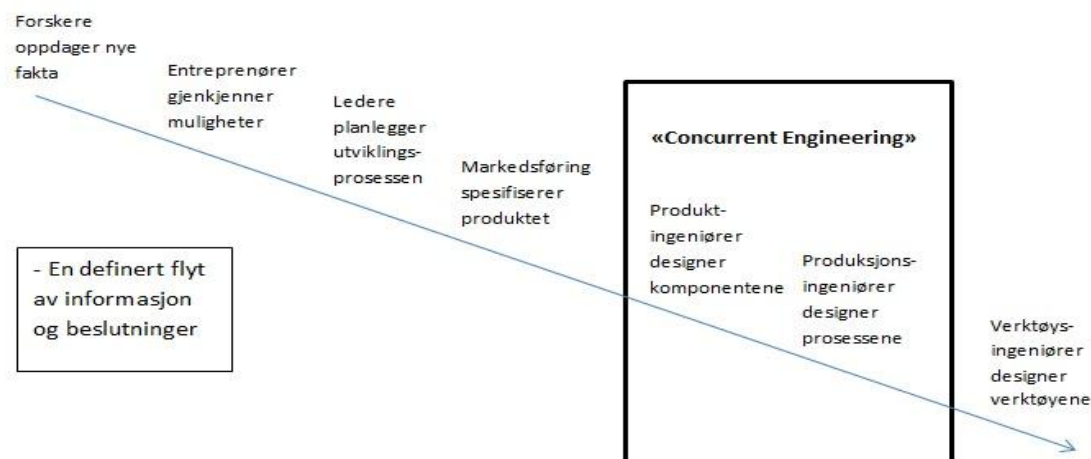 Forskere
oppdager nye
fakta
Entreprenører
gjenkjenner
muligheter
Ledere
planlegger
utviklings-
prosessen
Markedsføring
spesifiserer
produktet
«Concurrent Engineering»
Produkt-
ingeniører
designer
komponentene
Produksjons-
ingeniører
designer
prosessene
Verktøys-
ingeniører
designer
verktøyene
- En definert flyt
av informasjon
og beslutninger